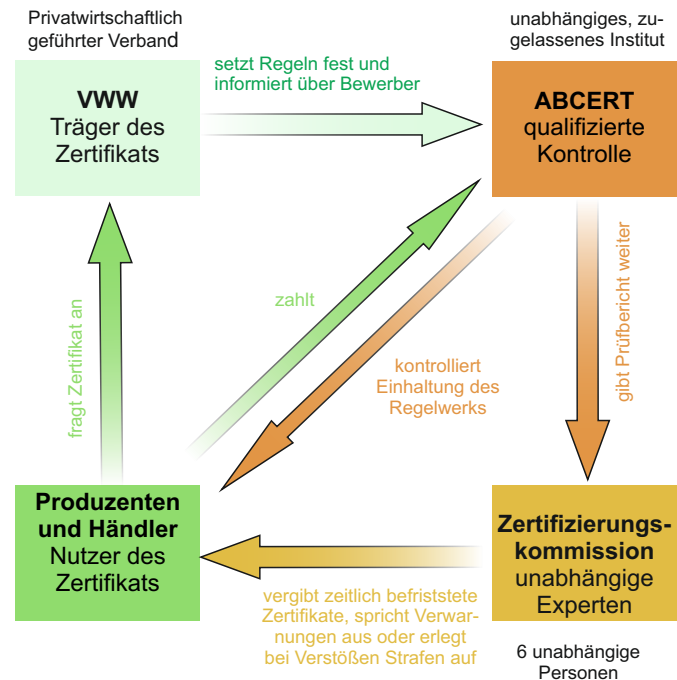 Privatwirtschaftlich
geführter Verband
unabhängiges, zu-
gelassenes Institut
VWW
Träger des
Zertifikats
setzt Regeln fest und
informiert über Bewerber
ABCERT
qualifizierte
Kontrolle
fragt Zertifikat an
zahlt
kontrolliert
Einhaltung des
Regelwerks
gibt Prüfbericht weiter
Produzenten
und Händler
Nutzer des
Zertifikats
vergibt zeitlich befriststete
Zertifikate, spricht Verwar-
nungen aus oder erlegt
bei Verstößen Strafen auf
Zertifizierungs-
kommission
unabhängige
Experten
6 unabhängige
Personen